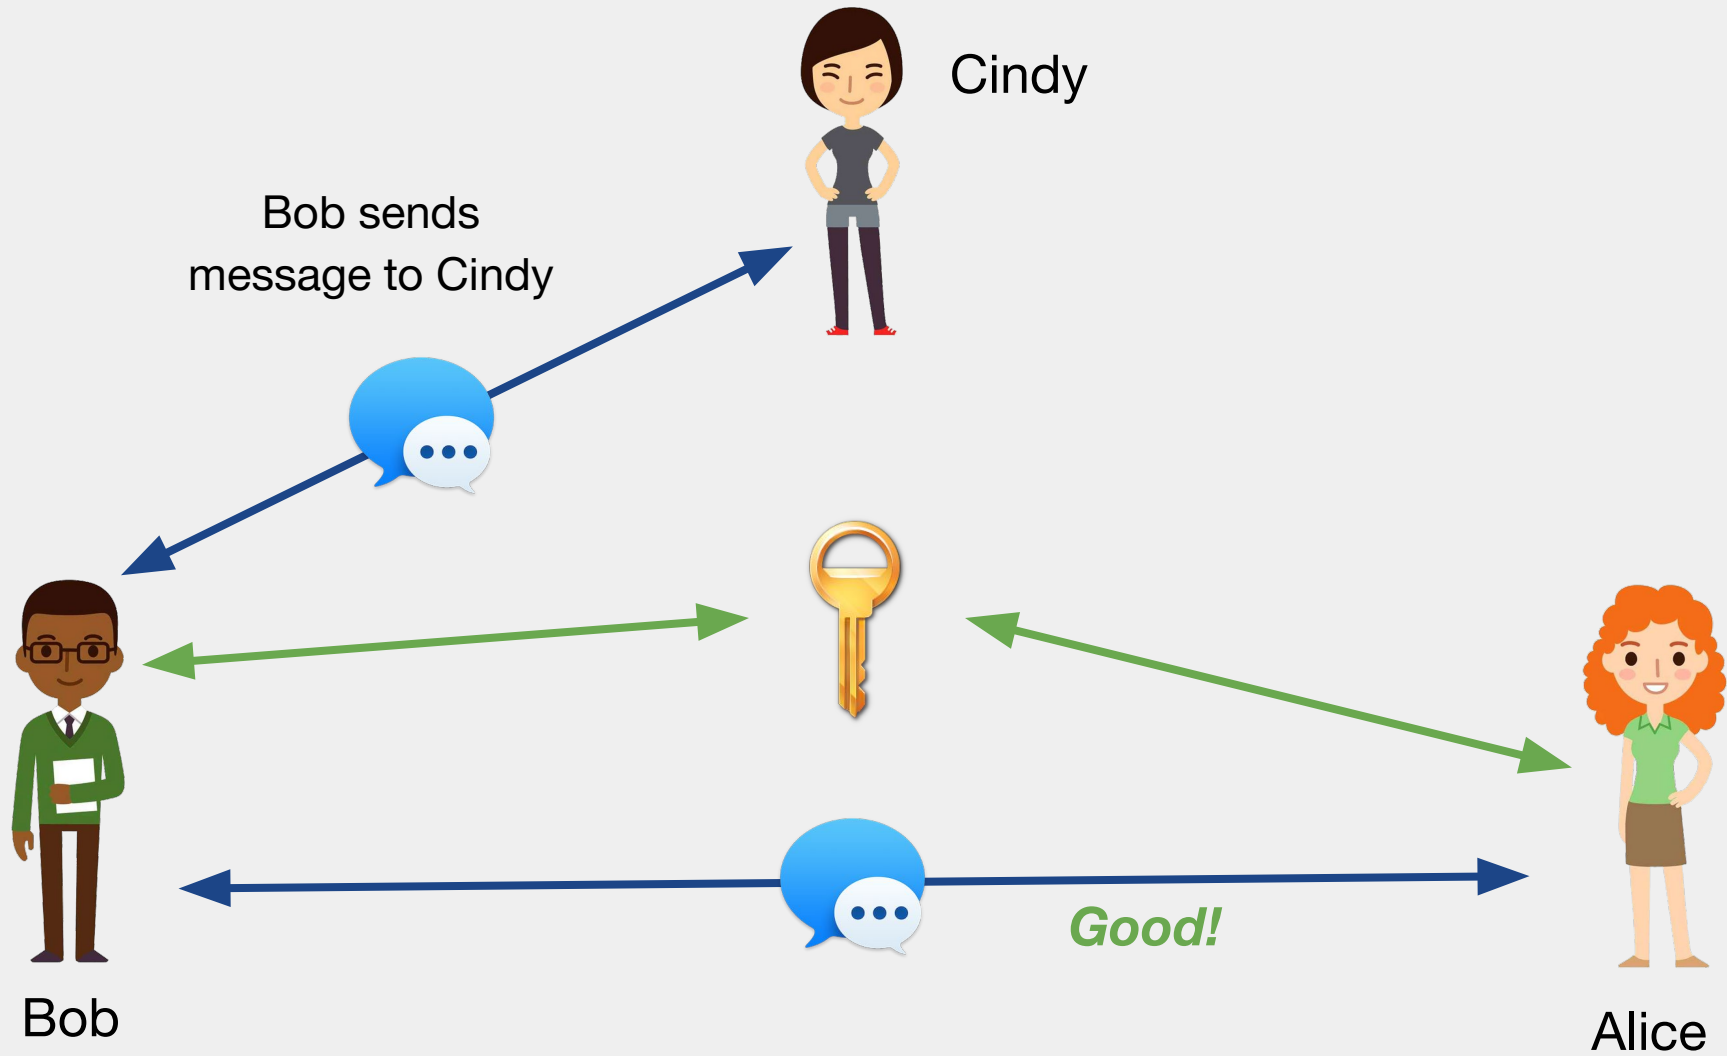 Cindy
Bob sends
message to Cindy
Good!
Bob
Alice